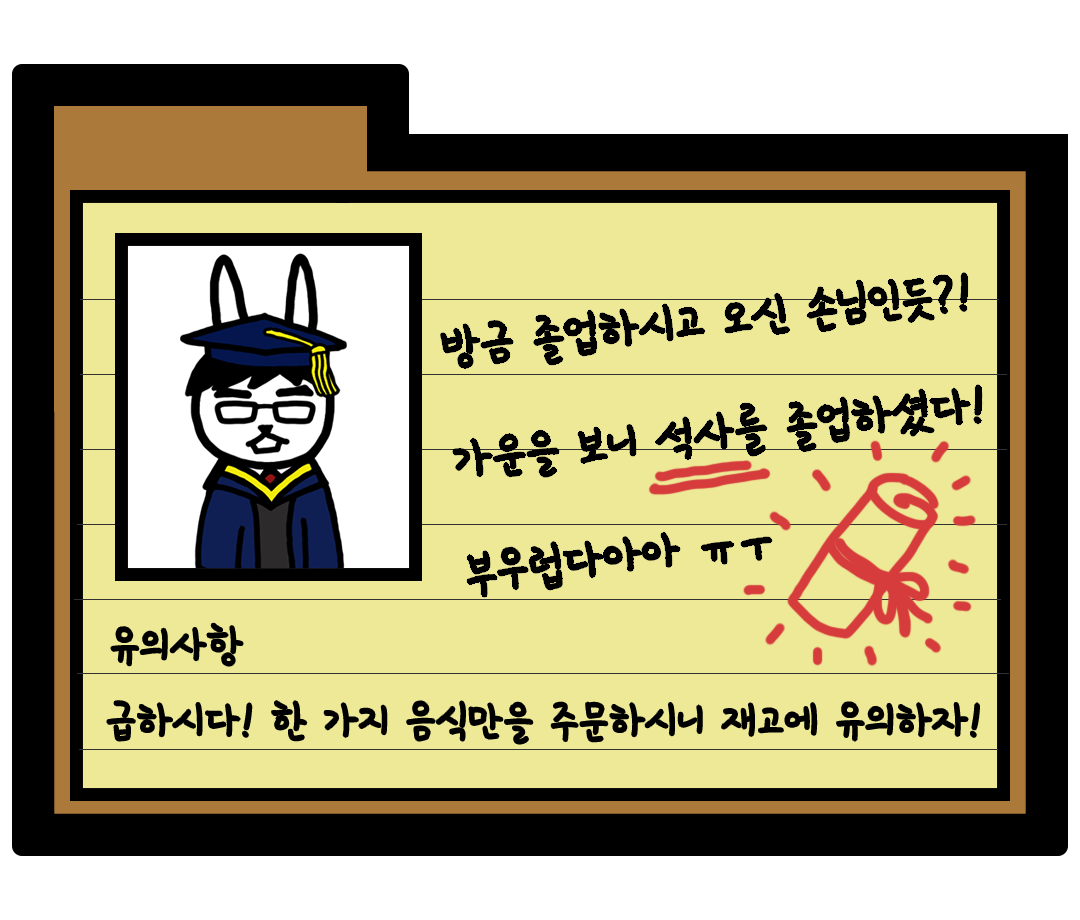 방금 졸업하시고 오신 손님인듯?!
가운을 보니 석사를 졸업하셨다!
부우럽다아아 ㅠㅜ
유의사항
급하시다! 한 가지 음식만을 주문하시니 재고에 유의하자!